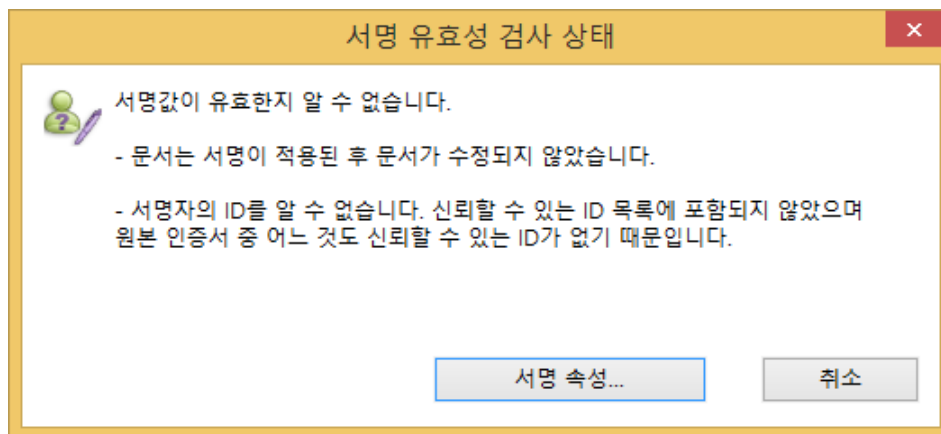 서명 유효성 검사 상태
서명값이 유효한지 알 수 없습니다.
- 문서는 서명이 적용된 후 문서가 수정되지 않았습니다.
- 서명자의 ID를 알 수 없습니다. 신뢰할 수 있는 ID 목록에 포함되지 않았으며
원본 인증서 중 어느 것도 신뢰할 수 있는 ID가 없기 때문입니다.
서명 속성...
취소